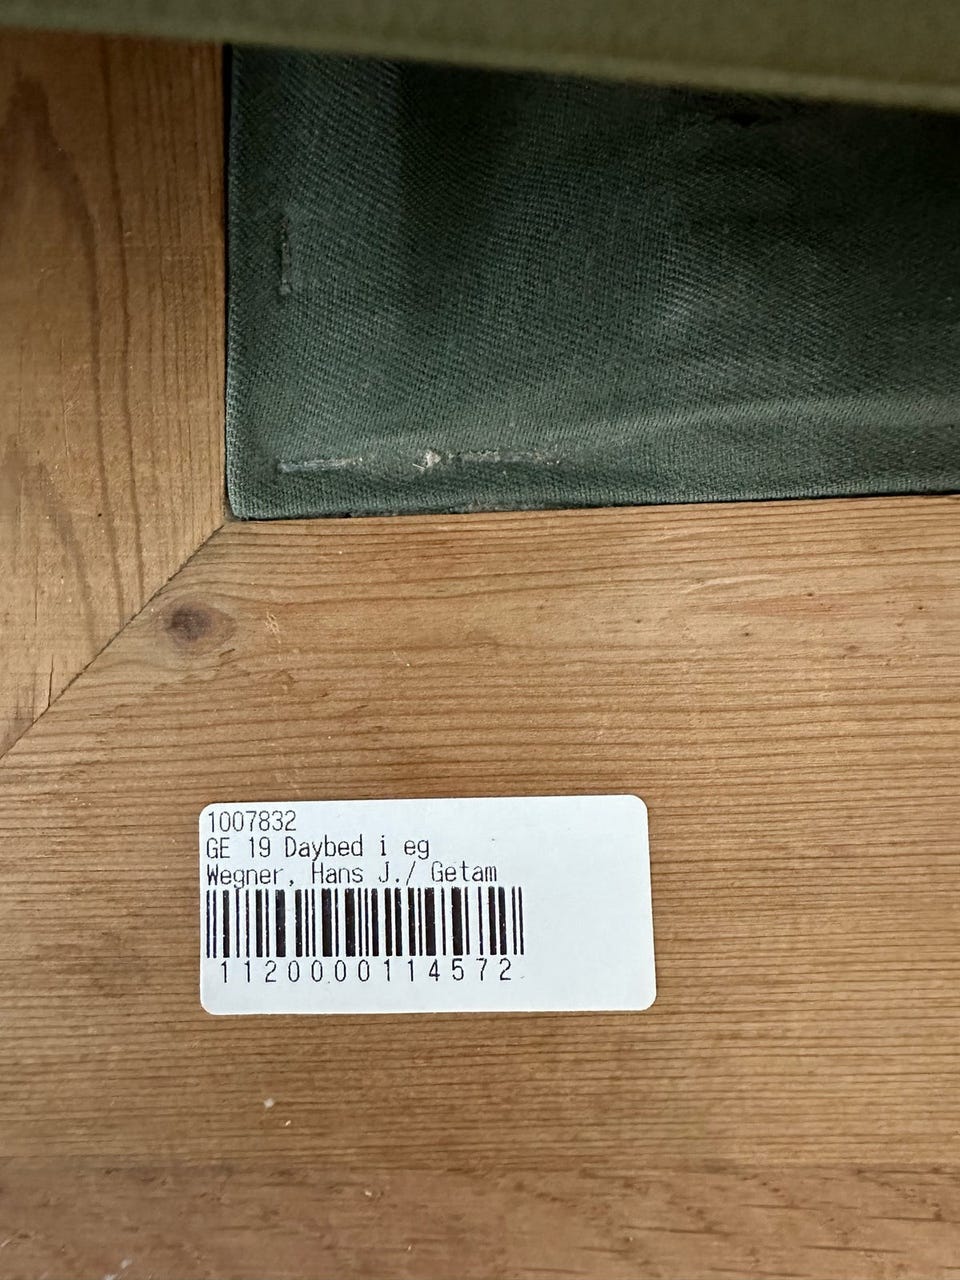 1007832
GE 19 Daybed i eg
Wegner, Hans J./ Getam
1120000114572